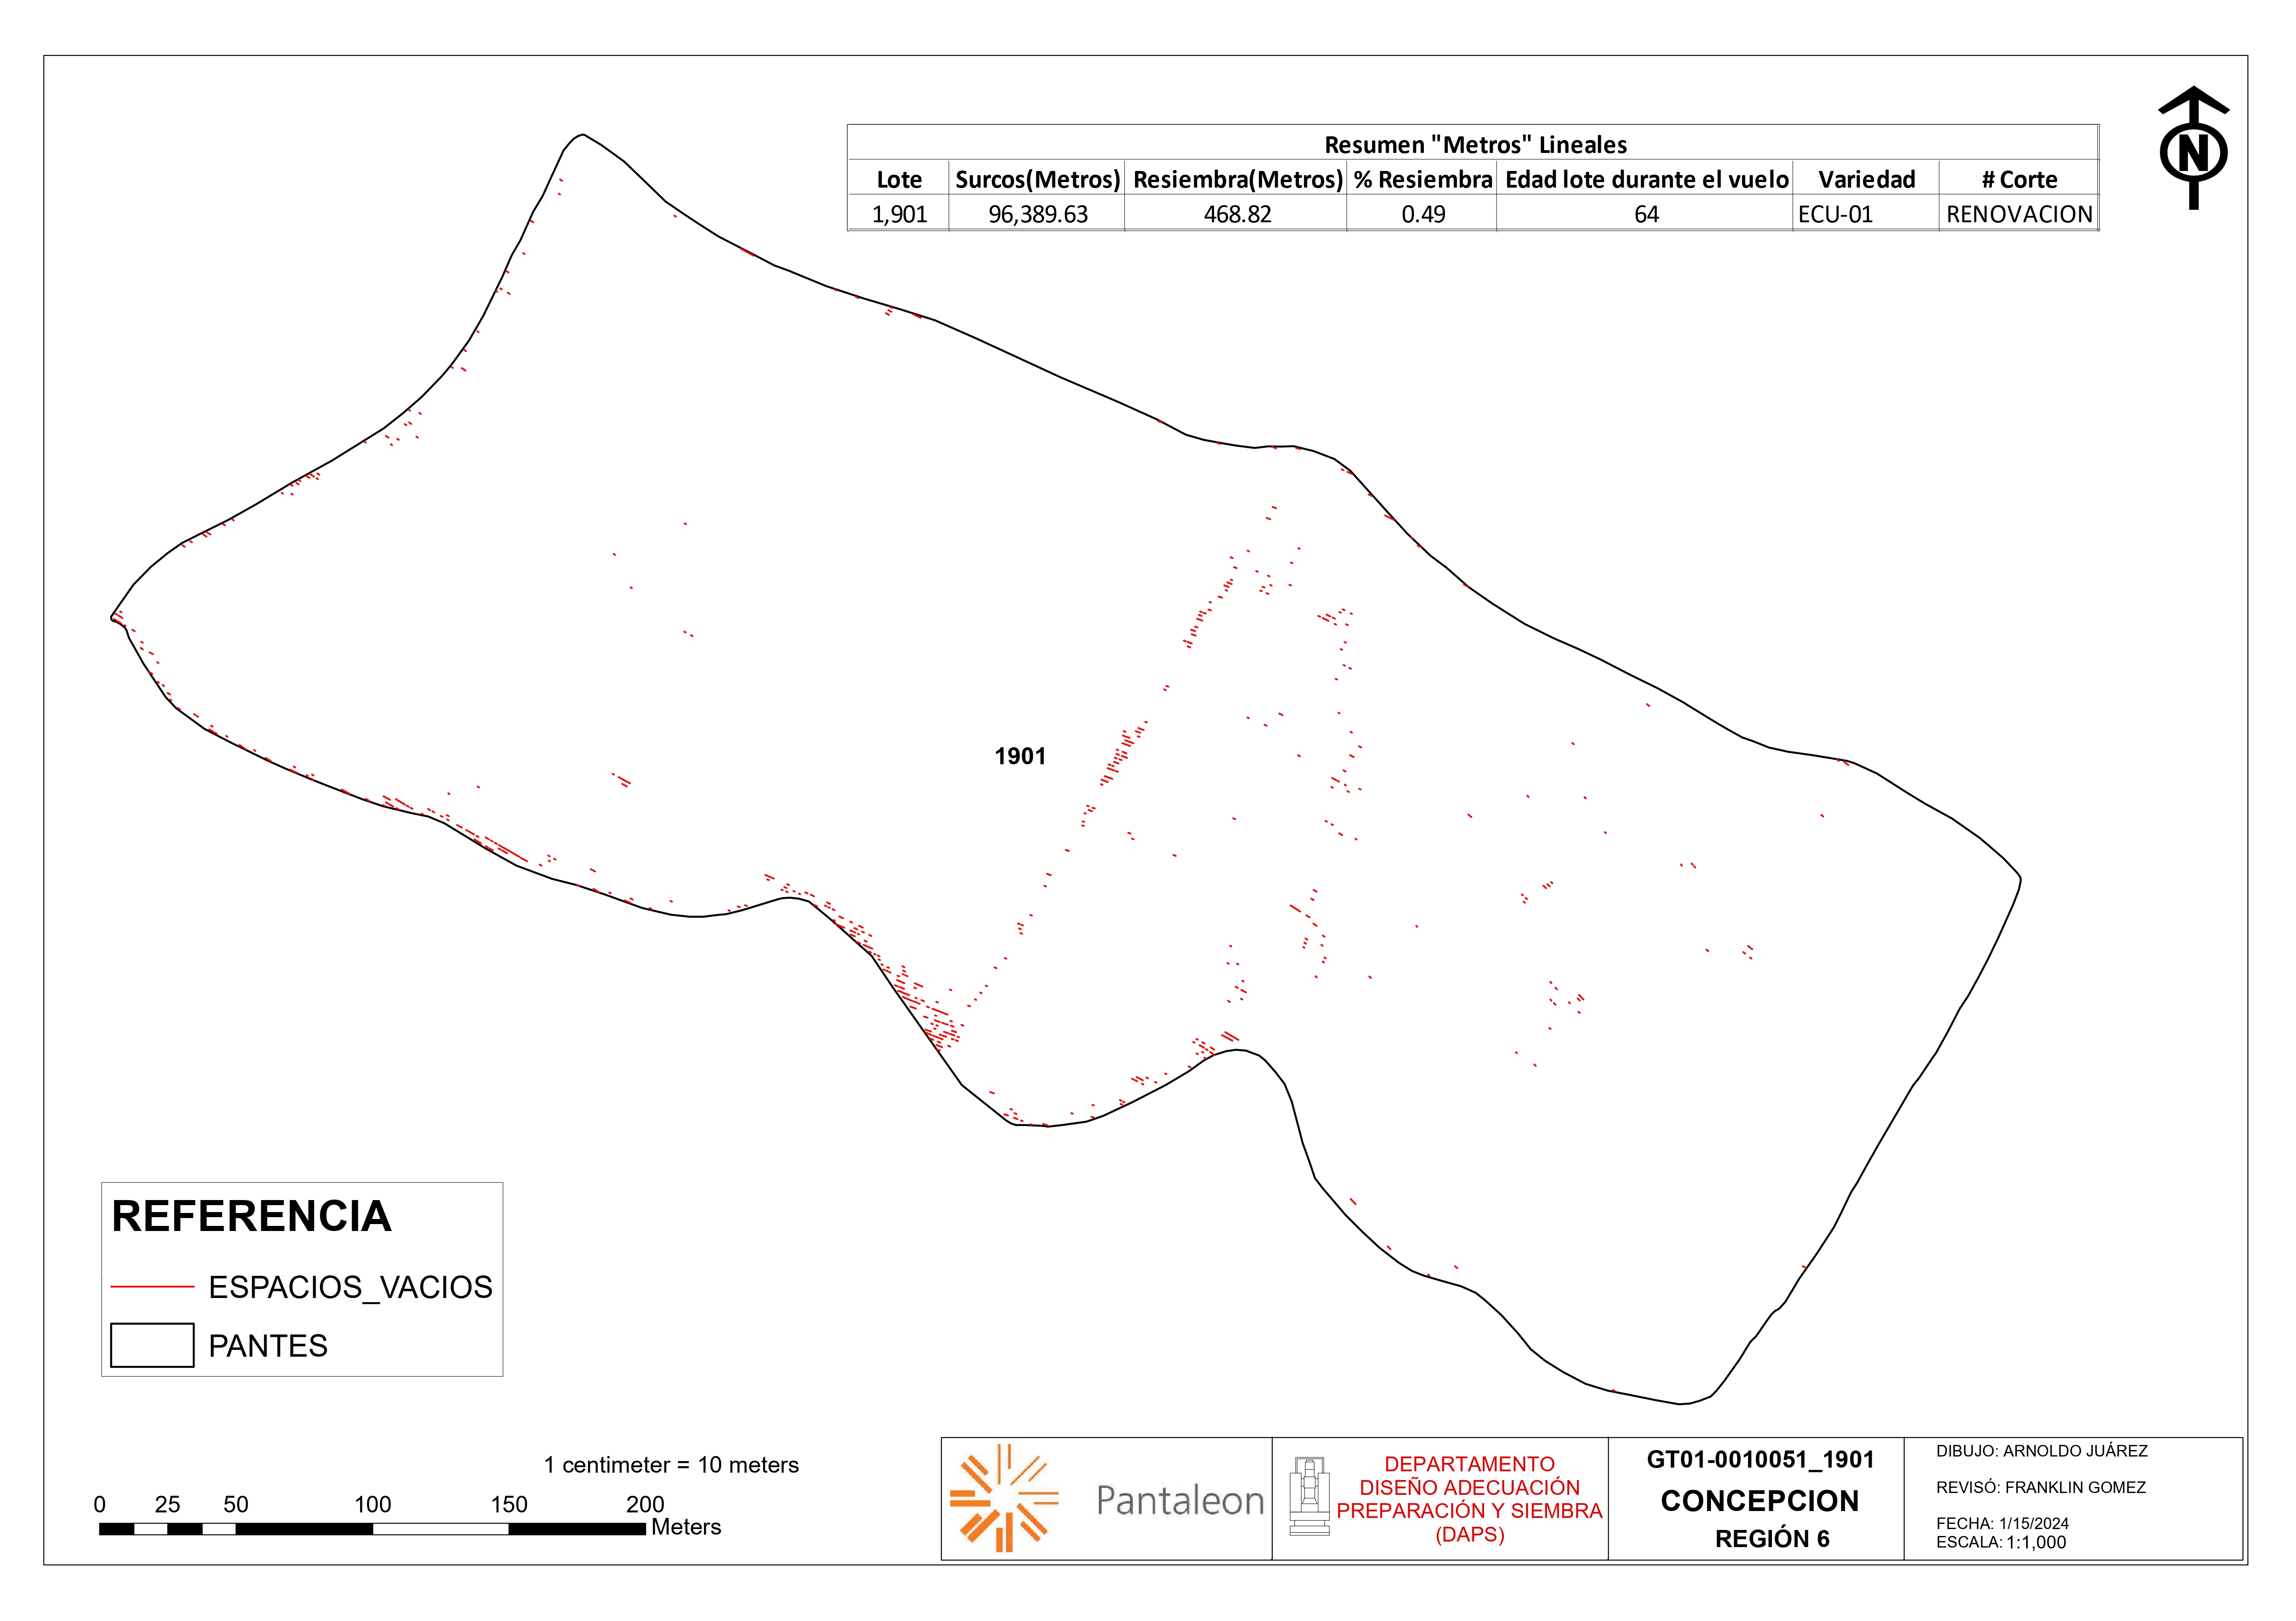 Resumen "Metros" Lineales
Lote Surcos(Metros) Resiembra(Metros) % Resiembra Edad lote durante el vuelo Variedad # Corte
1,901 96,389.63 468.82 0.49 64 ECU-01 RENOVACION
N
1901
REFERENCIA
ESPACIOS_VACIOS
PANTES
1 centimeter = 10 meters
0 25 50 100 150 200
Meters
Pantaleon
DEPARTAMENTO
DISEÑO ADECUACIÓN
PREPARACIÓN Y SIEMBRA
(DAPS)
GT01-0010051_1901
CONCEPCION
REGIÓN 6
DIBUJO: ARNOLDO JUÁREZ
REVISÓ: FRANKLIN GOMEZ
FECHA: 1/15/2024
ESCALA: 1:1,000